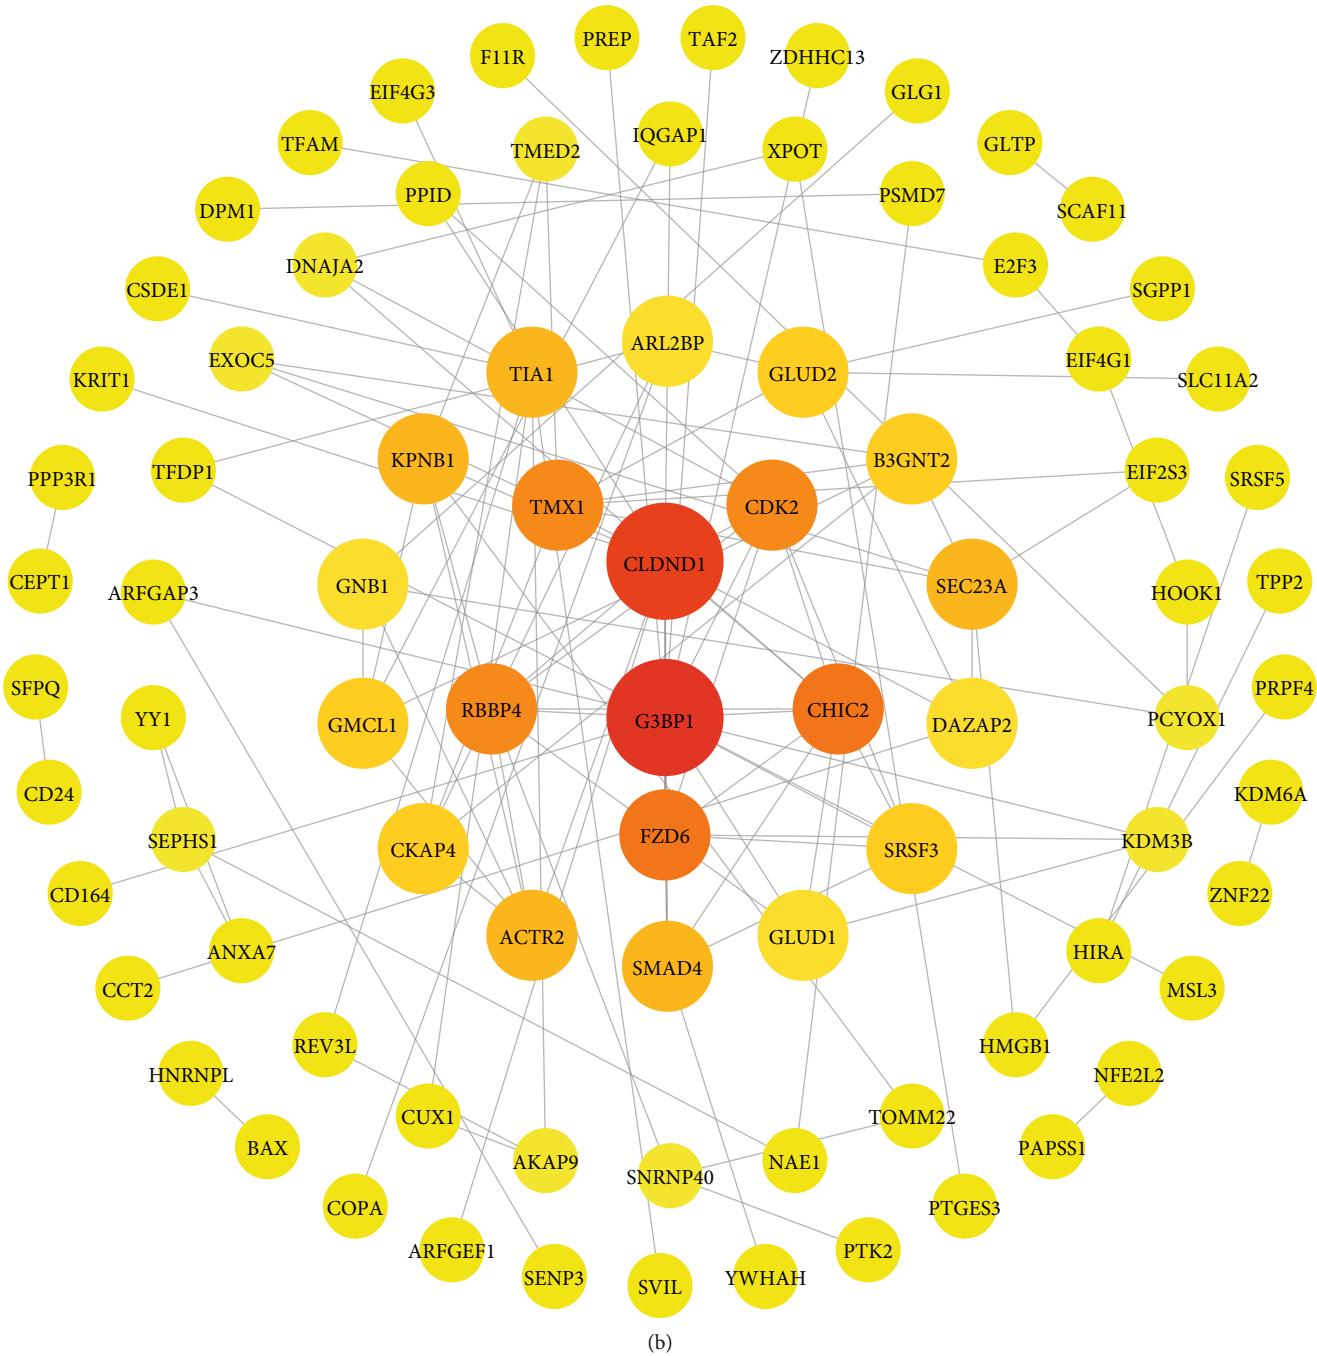 PREP
TAF2
F11R
ZDHHC13
EIF4G3
GLG1
TFAM
TMED2
IQGAP1
XPOT
GLTP
DPM1
PPID
PSMD7
SCAF11
DNAJA2
E2F3
CSDE1
SGPP1
EXOC5
TIA1
ARL2BP
GLUD2
EIF4G1
KRIT1
SLC11A2
KPNB1
B3GNT2
PPP3R1
TFDP1
EIF2S3
SRSF5
TMX1
CDK2
CLDND1
CEPT1
ARFGAP3
GNB1
SEC23A
HOOK1
TPP2
SFPQ
YY1
GMCL1
RBBP4
G3BP1
CHIC2
DAZAP2
PCYOX1
PRPF4
CD24
KDM6A
SEPHS1
CKAP4
FZD6
SRSF3
KDM3B
CD164
ZNF22
ANXA7
ACTR2
SMAD4
GLUD1
HIRA
CCT2
MSL3
REV3L
HMGB1
HNRNPL
NFE2L2
CUX1
TOMM22
BAX
AKAP9
SNRNP40
NAE1
PAPSS1
COPA
PTGES3
ARFGEF1
PTK2
SENP3
SVIL
YWHAH
(b)